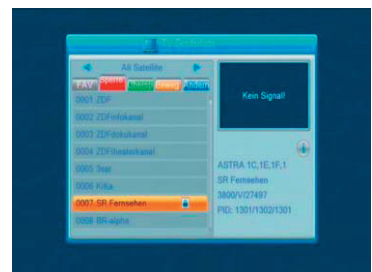 All Satellite
FAV Sperre
0001 ZDF
0002 ZDFinfokanal
0003 ZDFdokukanal
0004 ZDFtheaterkanal
0005 3sat
0006 Kika
0007 SR Fernsehen
0008 BR-alpha
Kein Signal!
ASTRA 1C,1E,1F,1
SR Fernsehen
3800/V/27497
PID: 1301/1302/1301